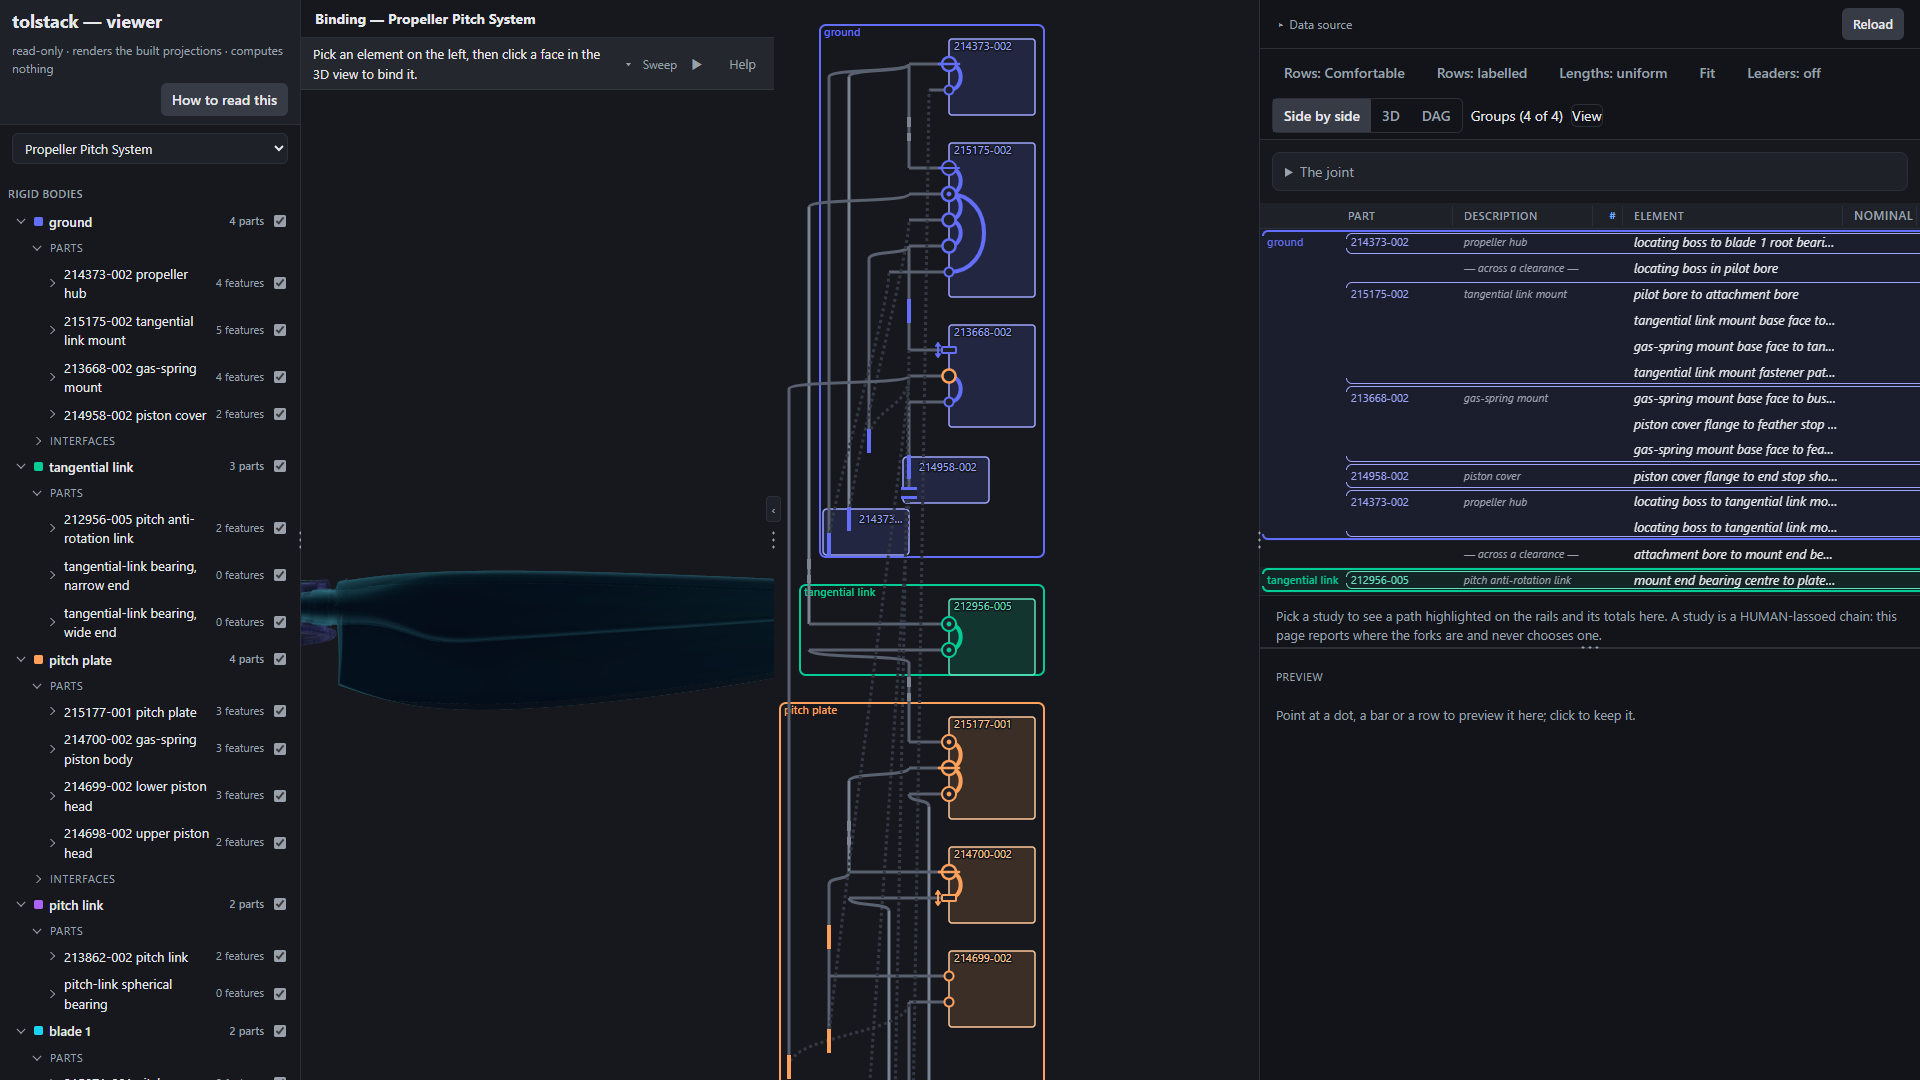 tolstack — viewer
read-only · renders the built projections · computes
nothing
How to read this
Propeller Pitch System
RIGID BODIES
ground 4 parts
PARTS
214373-002 propeller
hub 4 features
215175-002 tangential
link mount 5 features
213668-002 gas-spring
mount 4 features
214958-002 piston cover 2 features
INTERFACES
tangential link 3 parts
PARTS
212956-005 pitch anti-
rotation link 2 features
tangential-link bearing,
narrow end 0 features
tangential-link bearing,
wide end 0 features
pitch plate 4 parts
PARTS
215177-001 pitch plate 3 features
214700-002 gas-spring
piston body 3 features
214699-002 lower piston
head 3 features
214698-002 upper piston
head 2 features
INTERFACES
pitch link 2 parts
PARTS
213862-002 pitch link 2 features
pitch-link spherical
bearing 0 features
blade 1 2 parts
PARTS
Binding — Propeller Pitch System
Pick an element on the left, then click a face in the
3D view to bind it.
Sweep
Help
ground
214373-002
215175-002
213668-002
214958-002
214373...
tangential link
212956-005
pitch plate
215177-001
214700-002
214699-002
Data source
Reload
Rows: Comfortable Rows: labelled Lengths: uniform Fit Leaders: off
Side by side 3D DAG Groups (4 of 4) View
The joint
PART DESCRIPTION # ELEMENT NOMINAL
ground 214373-002 propeller hub locating boss to blade 1 root beari...
— across a clearance — locating boss in pilot bore
215175-002 tangential link mount pilot bore to attachment bore
tangential link mount base face to...
gas-spring mount base face to tan...
tangential link mount fastener pat...
213668-002 gas-spring mount gas-spring mount base face to bus...
piston cover flange to feather stop ...
gas-spring mount base face to fea...
214958-002 piston cover piston cover flange to end stop sho...
214373-002 propeller hub locating boss to tangential link mo...
locating boss to tangential link mo...
— across a clearance — attachment bore to mount end be...
tangential link 212956-005 pitch anti-rotation link mount end bearing centre to plate...
Pick a study to see a path highlighted on the rails and its totals here. A study is a HUMAN-lassoed chain: this
page reports where the forks are and never chooses one.
PREVIEW
Point at a dot, a bar or a row to preview it here; click to keep it.